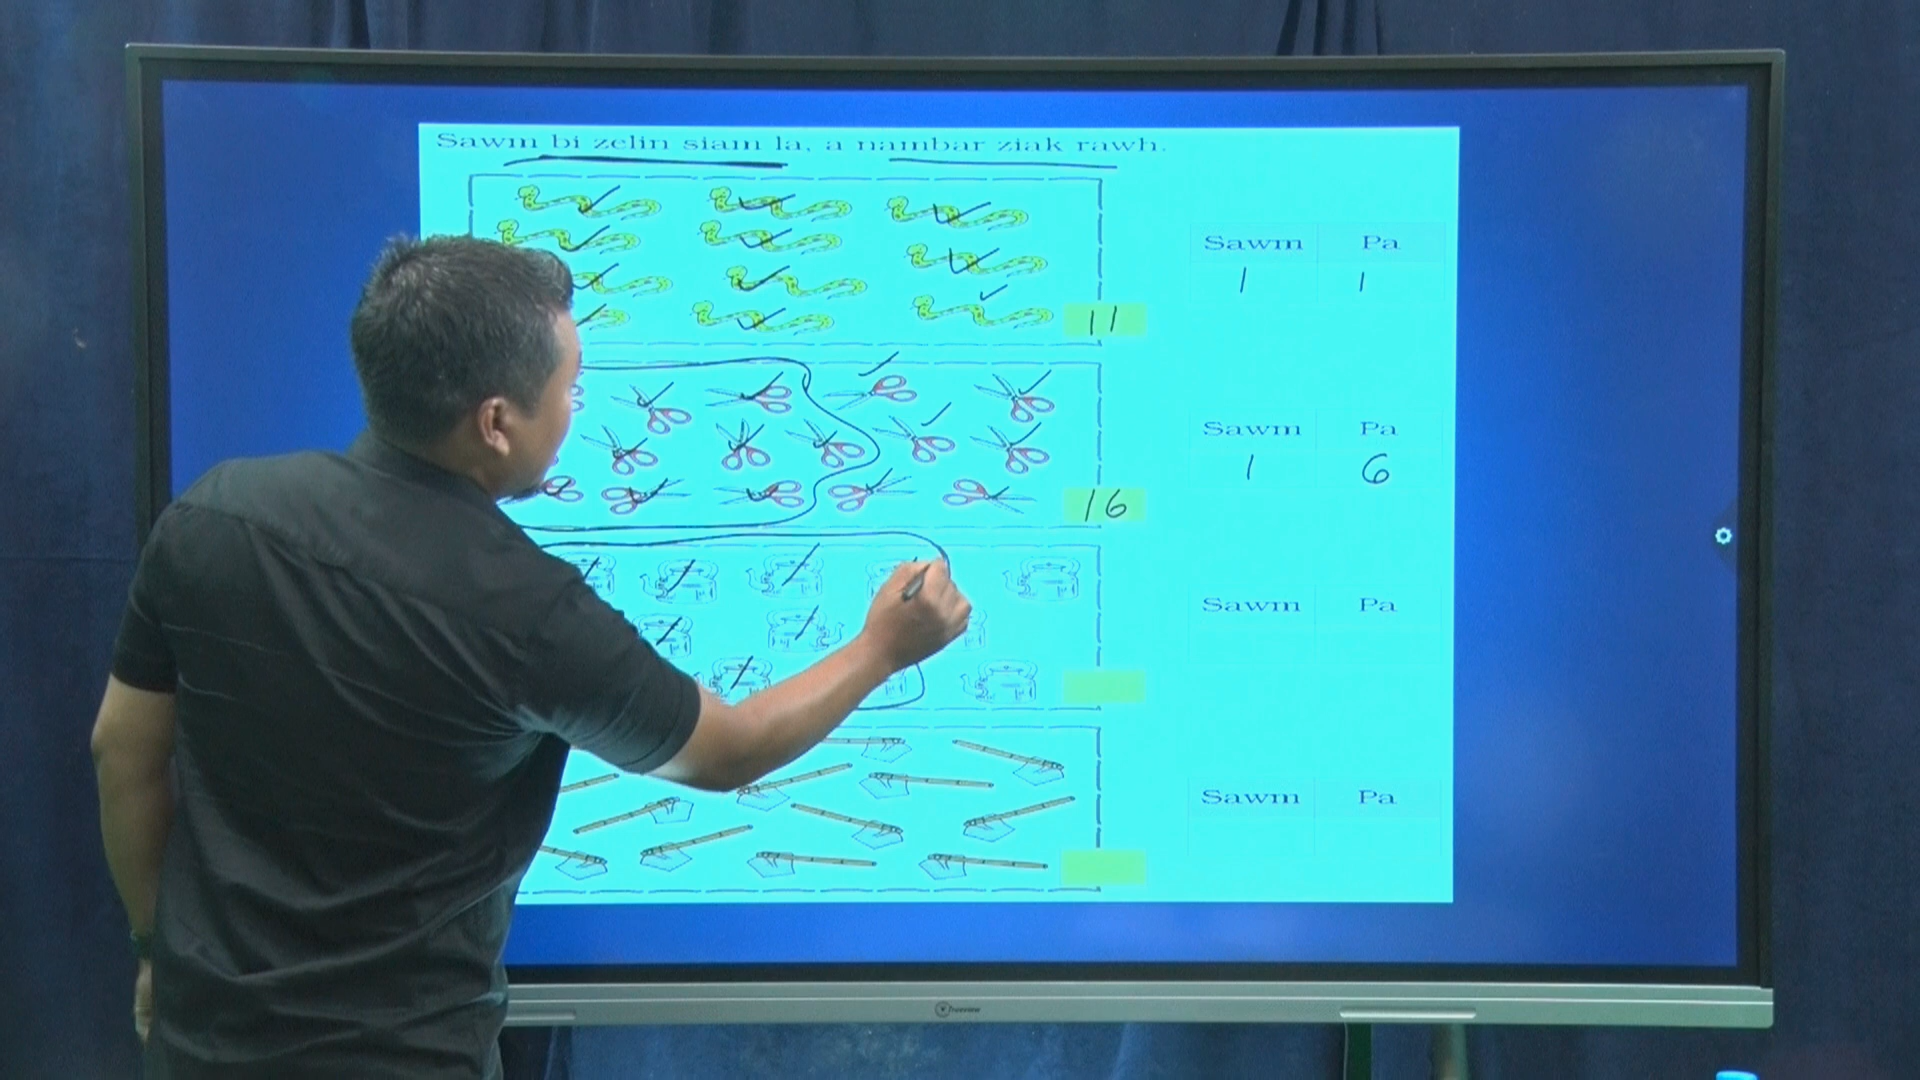 Sawm bi zelin siam la, a nambar ziak rawh.
Sawm Pa
1 1
11
Sawm Pa
1 6
16
Sawm Pa
Sawm Pa
Trueview